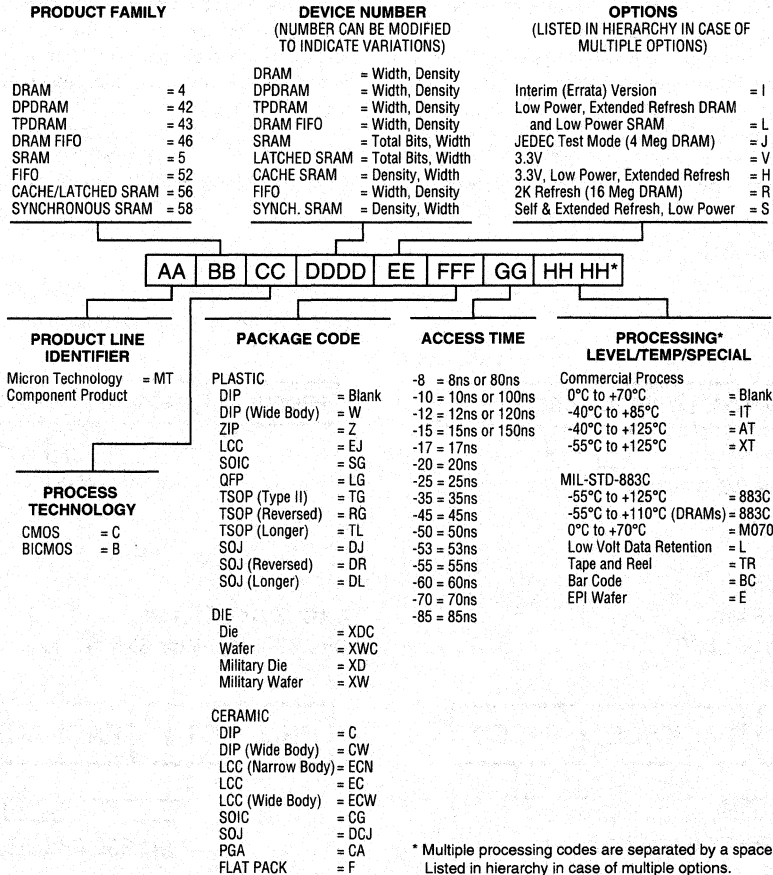 PRODUCT FAMILY
DRAM = 4
DPDRAM = 42
TPDRAM = 43
DRAM FIFO = 46
SRAM = 5
FIFO = 52
CACHE/LATCHED SRAM = 56
SYNCHRONOUS SRAM = 58
DEVICE NUMBER
(NUMBER CAN BE MODIFIED
TO INDICATE VARIATIONS)
DRAM = Width, Density
DPDRAM = Width, Density
TPDRAM = Width, Density
DRAM FIFO = Width, Density
SRAM = Total Bits, Width
LATCHED SRAM = Total Bits, Width
CACHE SRAM = Density, Width
FIFO = Width, Density
SYNCH. SRAM = Density, Width
OPTIONS
(LISTED IN HIERARCHY IN CASE OF
MULTIPLE OPTIONS)
Interim (Errata) Version = I
Low Power, Extended Refresh DRAM
and Low Power SRAM = L
JEDEC Test Mode (4 Meg DRAM) = J
3.3V = V
3.3V, Low Power, Extended Refresh = H
2K Refresh (16 Meg DRAM) = R
Self & Extended Refresh, Low Power = S
AA BB CC DDDD EE FFF GG HH HH*
PRODUCT LINE
IDENTIFIER
Micron Technology = MT
Component Product
PROCESS
TECHNOLOGY
CMOS = C
BICMOS = B
PACKAGE CODE
PLASTIC
DIP = Blank
DIP (Wide Body) = W
ZIP = Z
LCC = EJ
SOIC = SG
QFP = LG
TSOP (Type II) = TG
TSOP (Reversed) = RG
TSOP (Longer) = TL
SOJ = DJ
SOJ (Reversed) = DR
SOJ (Longer) = DL
DIE
Die = XDC
Wafer = XWC
Military Die = XD
Military Wafer = XW
CERAMIC
DIP = C
DIP (Wide Body) = CW
LCC (Narrow Body) = ECN
LCC = EC
LCC (Wide Body) = ECW
SOIC = CG
SOJ = DCJ
PGA = CA
FLAT PACK = F
ACCESS TIME
-8 = 8ns or 80ns
-10 = 10ns or 100ns
-12 = 12ns or 120ns
-15 = 15ns or 150ns
-17 = 17ns
-20 = 20ns
-25 = 25ns
-35 = 35ns
-45 = 45ns
-50 = 50ns
-53 = 53ns
-55 = 55ns
-60 = 60ns
-70 = 70ns
-85 = 85ns
PROCESSING*
LEVEL/TEMP/SPECIAL
Commercial Process
0°C to +70°C = Blank
-40°C to +85°C = IT
-40°C to +125°C = AT
-55°C to +125°C = XT
MIL-STD-883C
-55°C to +125°C = 883C
-55°C to +110°C (DRAMs) = 883C
0°C to +70°C = M070
Low Volt Data Retention = L
Tape and Reel = TR
Bar Code = BC
EPI Wafer = E
* Multiple processing codes are separated by a space
Listed in hierarchy in case of multiple options.